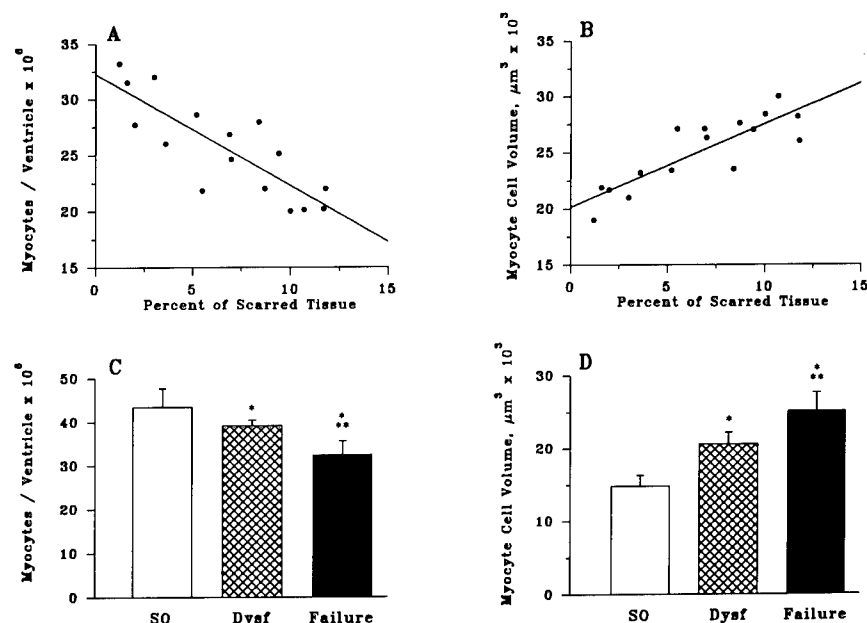 A
Myocytes / Ventricle x 10⁶
35
30
25
20
15
0
5
10
15
Percent of Scarred Tissue
B
Myocyte Cell Volume, μm³ x 10³
35
30
25
20
15
0
5
10
15
Percent of Scarred Tissue
C
Myocytes / Ventricle x 10⁶
50
40
30
20
10
0
*
*
**
SO
Dysf
Failure
D
Myocyte Cell Volume, μm³ x 10³
30
20
15
0
*
*
**
SO
Dysf
Failure